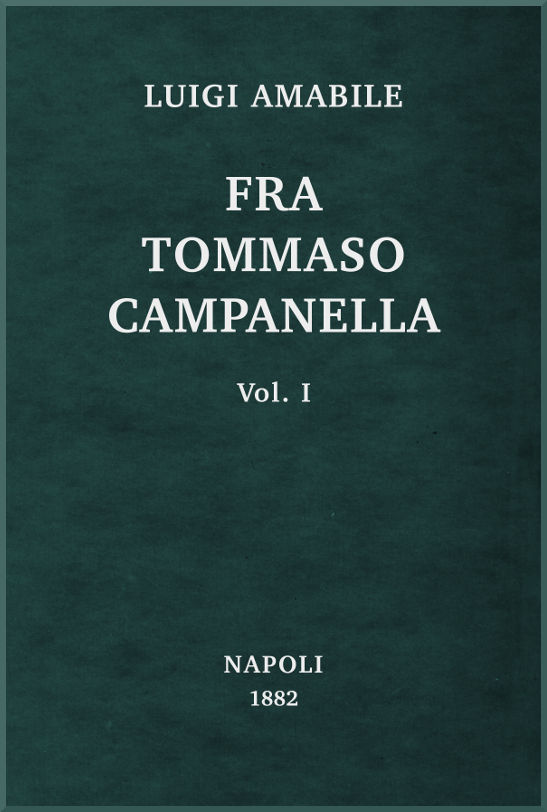 LUIGI AMABILE
FRA
TOMMASO
CAMPANELLA
Vol. I
NAPOLI
1882